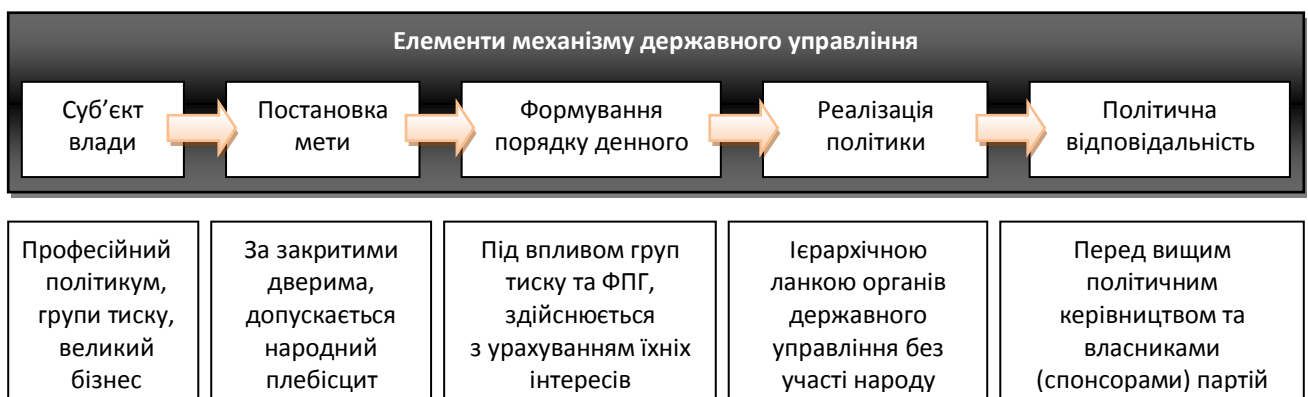 Елементи механізму державного управління
Суб’єкт
влади
Постановка
мети
Формування
порядку денного
Реалізація
політики
Політична
відповідальність
Професійний
політикум,
групи тиску,
великий
бізнес
За закритими
дверима,
допускається
народний
плебісцит
Під впливом груп
тиску та ФПГ,
здійснюється
з урахуванням їхніх
інтересів
Ієрархічною
ланкою органів
державного
управління без
участі народу
Перед вищим
політичним
керівництвом та
власниками
(спонсорами) партій